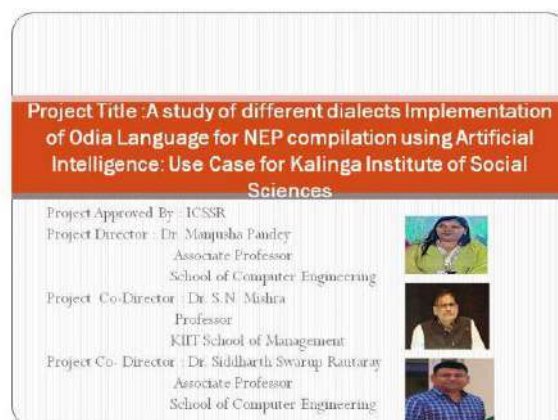 Project Title :A study of different dialects Implementation
of Odia Language for NEP compilation using Artificial
Intelligence: Use Case for Kalinga Institute of Social
Sciences
Project Approved By : ICSSR
Project Director : Dr. Manjusha Pandey
Associate Professor
School of Computer Engineering
Project Co-Director : Dr. S.N. Mishra
Professor
KIIT School of Management
Project Co- Director : Dr. Siddharth Swarup Rautaray
Associate Professor
School of Computer Engineering